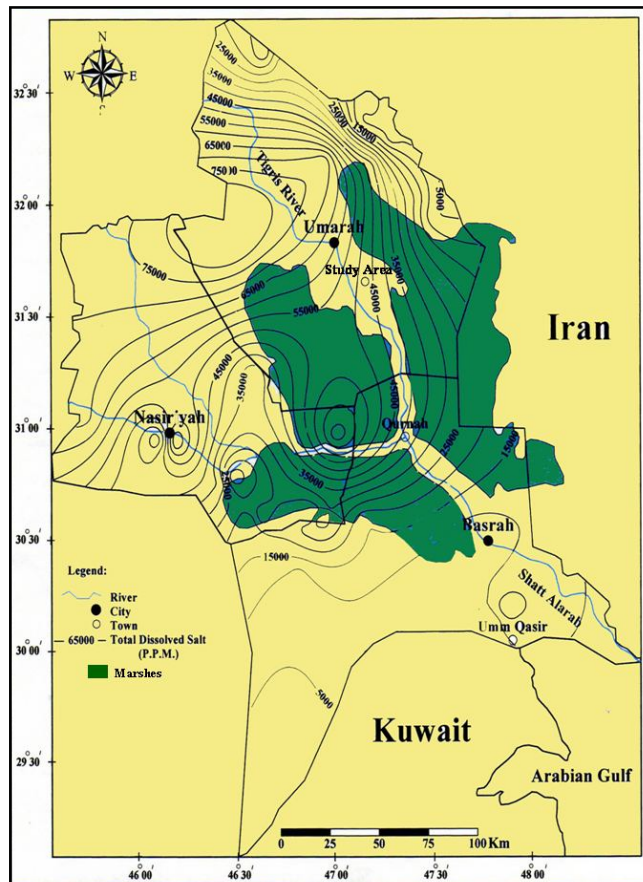 N
W E
S
32 30'
32 00'
31 30'
31 00'
30 30'
30 00'
29 30'
46 00'
46 30'
47 00'
47 30'
48 00'
25000
35000
45000
55000
65000
75000
25000
15000
5000
Tigris River
Umarah
Study Area
35000
45000
75000
65000
55000
45000
35000
Iran
Nasir'yah
45000
Qurnah
25000
15000
25000
35000
Basrah
15000
Shatt Alarab
Umm Qasir
Legend:
River
City
Town
65000 Total Dissolved Salt
(P.P.M.)
Marshes
5000
Kuwait
Arabian Gulf
0 25 50 75 100 Km